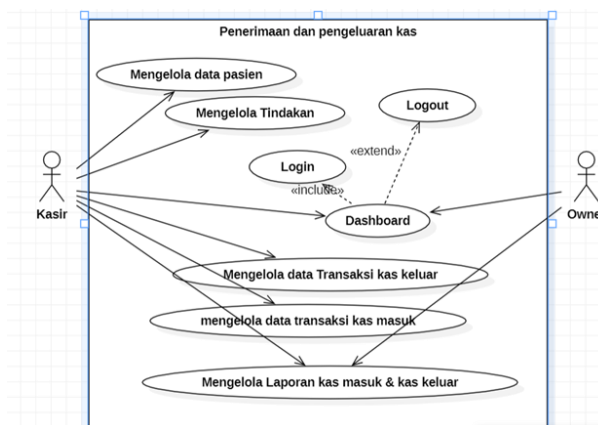 Penerimaan dan pengeluaran kas
Mengelola data pasien
Mengelola Tindakan
Logout
«extend»
Login
«include»
Kasir
Dashboard
Owne
Mengelola data Transaksi kas keluar
mengelola data transaksi kas masuk
Mengelola Laporan kas masuk & kas keluar